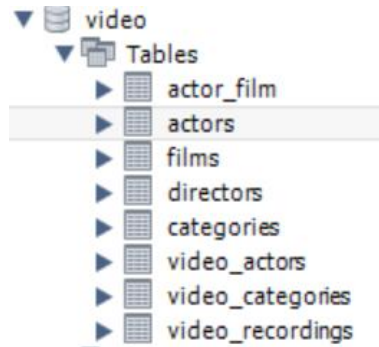 video
Tables
actor_film
actors
films
directors
categories
video_actors
video_categories
video_recordings